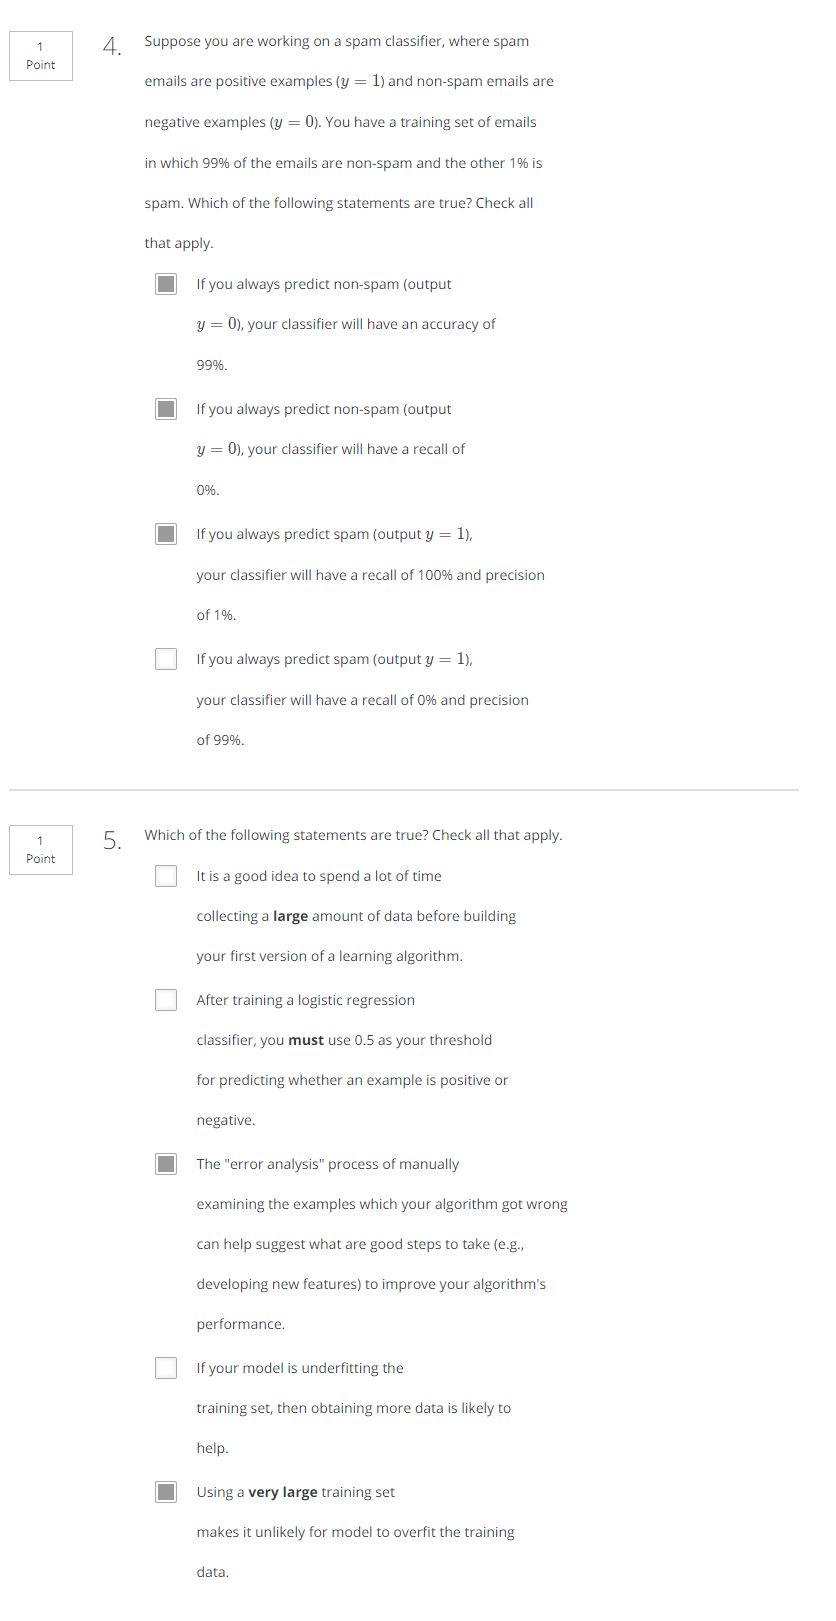 1
Point
4.
Suppose you are working on a spam classifier, where spam
emails are positive examples (y = 1) and non-spam emails are
negative examples (y = 0). You have a training set of emails
in which 99% of the emails are non-spam and the other 1% is
spam. Which of the following statements are true? Check all
that apply.
If you always predict non-spam (output
y = 0), your classifier will have an accuracy of
99%.
If you always predict non-spam (output
y = 0), your classifier will have a recall of
0%.
If you always predict spam (output y = 1),
your classifier will have a recall of 100% and precision
of 1%.
If you always predict spam (output y = 1),
your classifier will have a recall of 0% and precision
of 99%.
1
Point
5.
Which of the following statements are true? Check all that apply.
It is a good idea to spend a lot of time
collecting a large amount of data before building
your first version of a learning algorithm.
After training a logistic regression
classifier, you must use 0.5 as your threshold
for predicting whether an example is positive or
negative.
The "error analysis" process of manually
examining the examples which your algorithm got wrong
can help suggest what are good steps to take (e.g.,
developing new features) to improve your algorithm's
performance.
If your model is underfitting the
training set, then obtaining more data is likely to
help.
Using a very large training set
makes it unlikely for model to overfit the training
data.